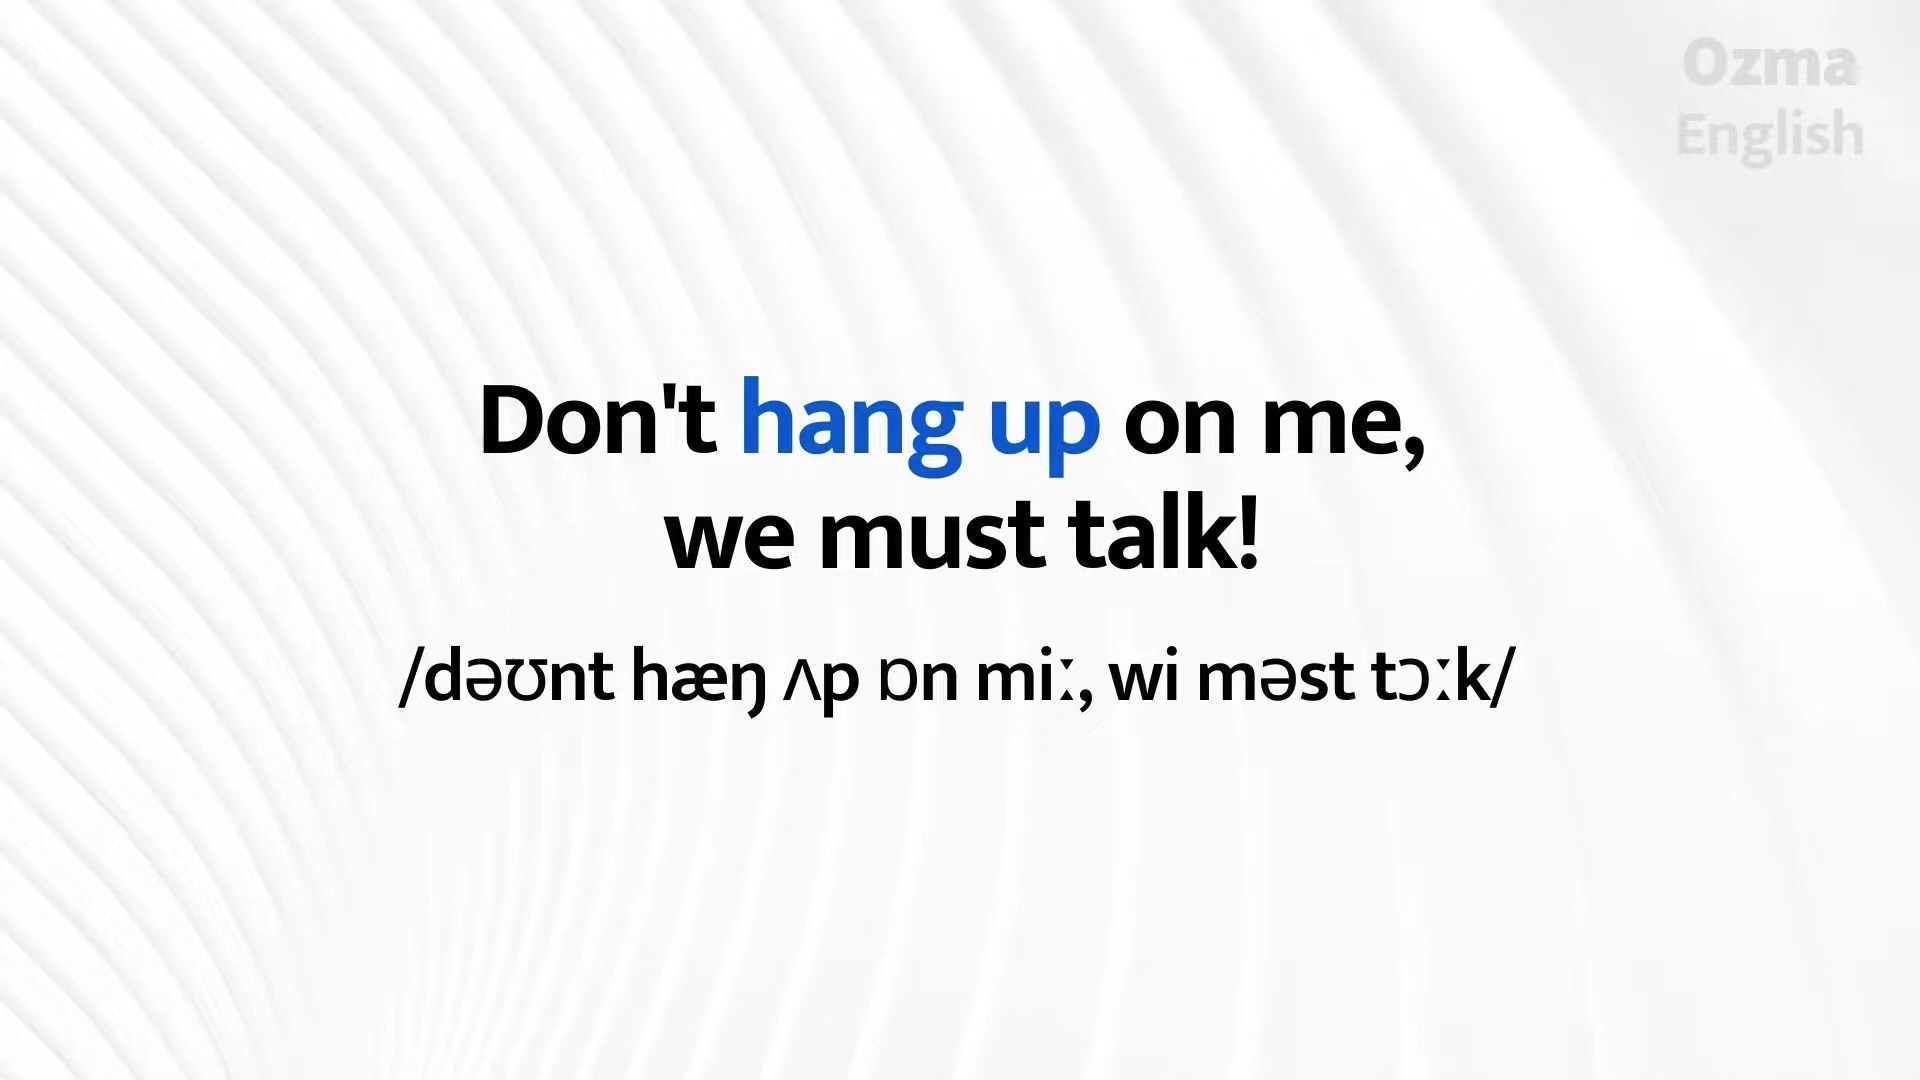 Ozma
English
Don't hang up on me,
we must talk!
/dəʊnt hæŋ ʌp ɒn miː, wi məst tɔːk/